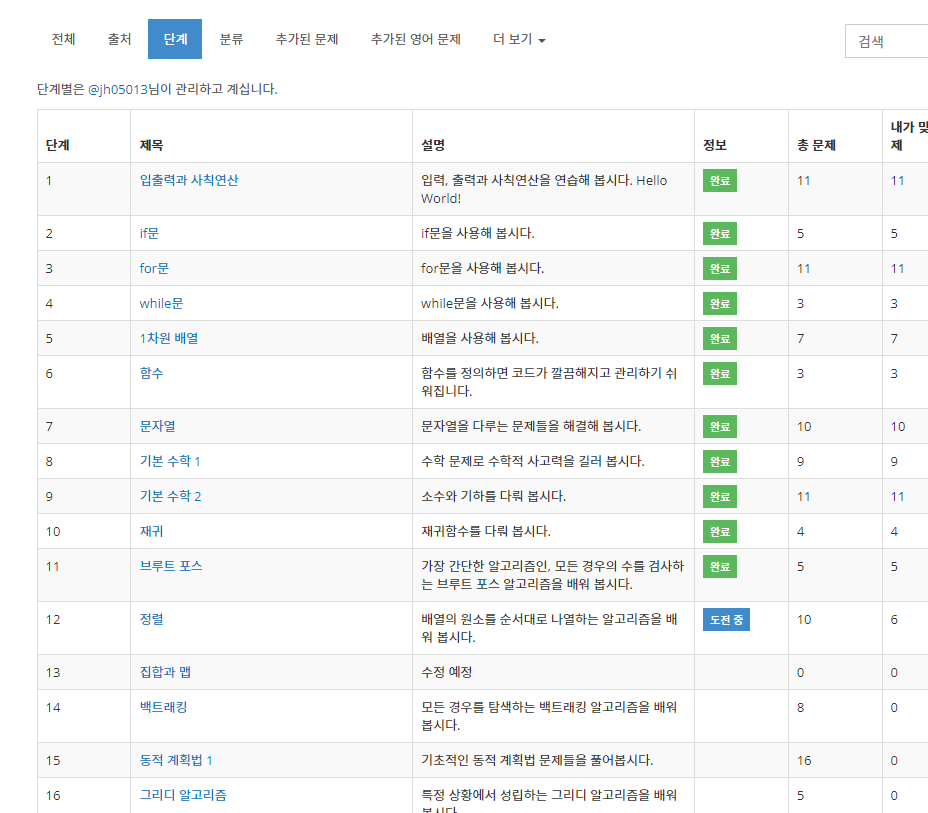 전체 출처 단계 분류 추가된 문제 추가된 영어 문제 더 보기 검색
단계별은 @jh05013님이 관리하고 계십니다.
단계 제목 설명 정보 총 문제 내가 맞
제
1 입출력과 사칙연산 입력, 출력과 사칙연산을 연습해 봅시다. Hello 완료 11 11
World!
2 if문 if문을 사용해 봅시다. 완료 5 5
3 for문 for문을 사용해 봅시다. 완료 11 11
4 while문 while문을 사용해 봅시다. 완료 3 3
5 1차원 배열 배열을 사용해 봅시다. 완료 7 7
6 함수 함수를 정의하면 코드가 깔끔해지고 관리하기 쉬 완료 3 3
워집니다.
7 문자열 문자열을 다루는 문제들을 해결해 봅시다. 완료 10 10
8 기본 수학 1 수학 문제로 수학적 사고력을 길러 봅시다. 완료 9 9
9 기본 수학 2 소수와 기하를 다뤄 봅시다. 완료 11 11
10 재귀 재귀함수를 다뤄 봅시다. 완료 4 4
11 브루트 포스 가장 간단한 알고리즘인, 모든 경우의 수를 검사하 완료 5 5
는 브루트 포스 알고리즘을 배워 봅시다.
12 정렬 배열의 원소를 순서대로 나열하는 알고리즘을 배 도전 중 10 6
워 봅시다.
13 집합과 맵 수정 예정 0 0
14 백트래킹 모든 경우를 탐색하는 백트래킹 알고리즘을 배워 8 0
봅시다.
15 동적 계획법 1 기초적인 동적 계획법 문제들을 풀어봅시다. 16 0
16 그리디 알고리즘 특정 상황에서 성립하는 그리디 알고리즘을 배워 5 0